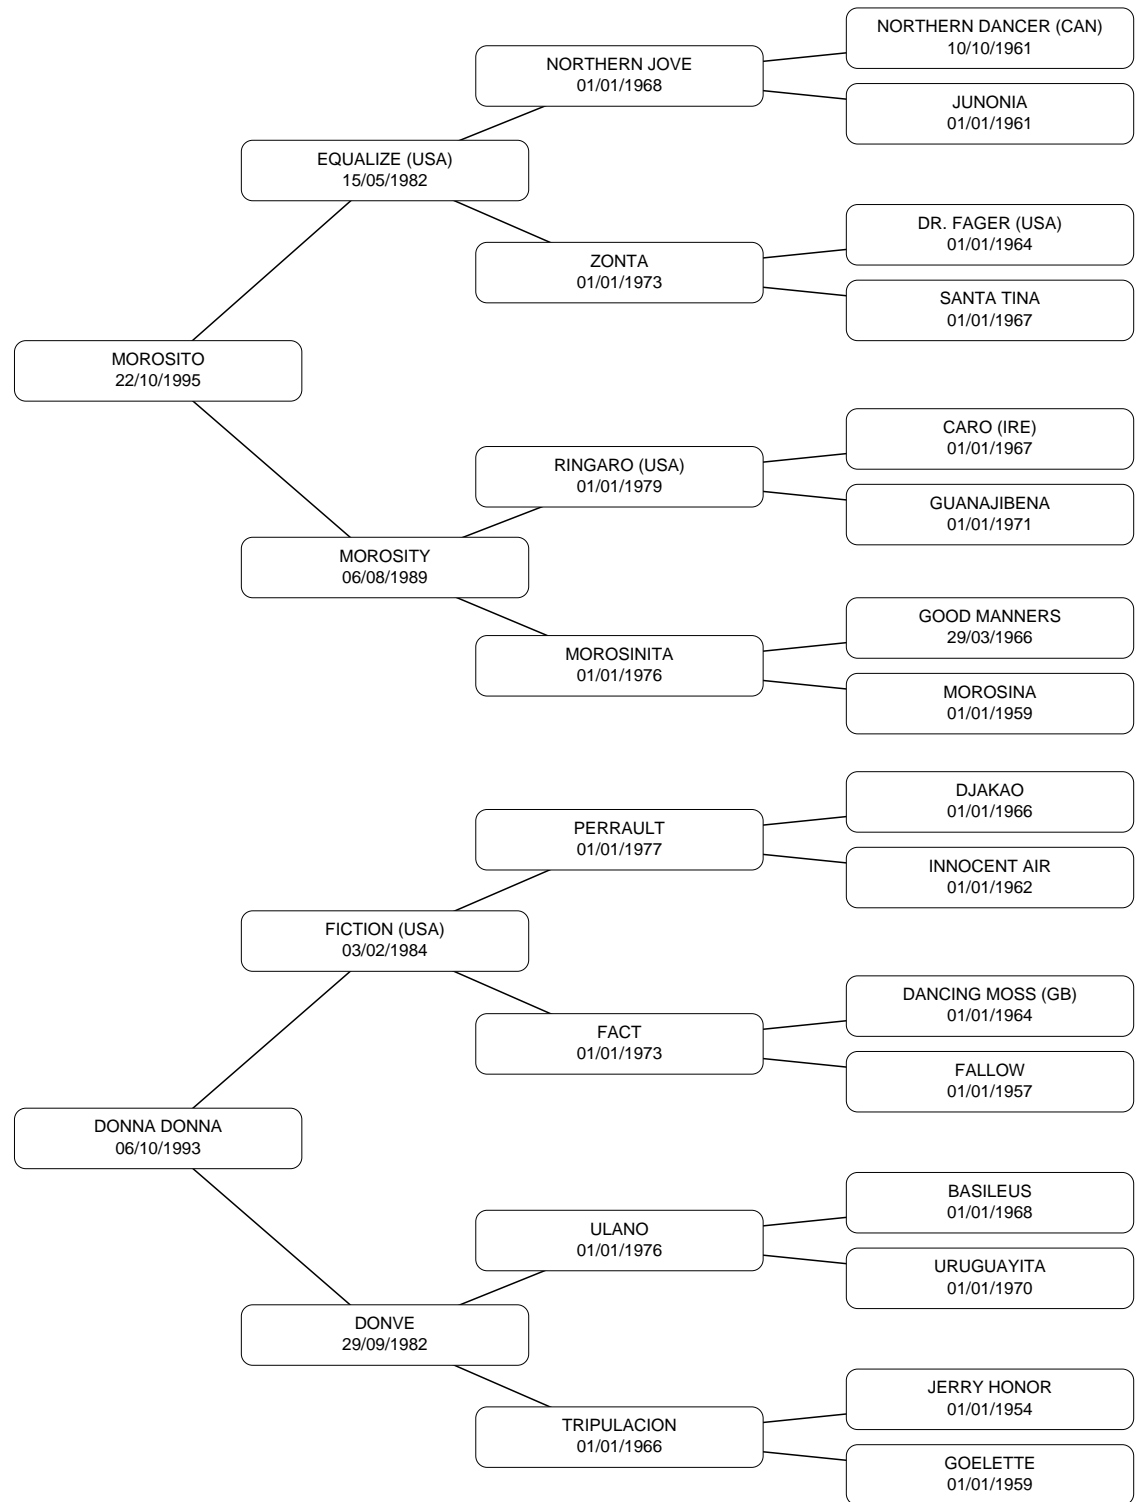 NORTHERN DANCER (CAN)
10/10/1961
NORTHERN JOVE
01/01/1968
JUNONIA
01/01/1961
EQUALIZE (USA)
15/05/1982
DR. FAGER (USA)
01/01/1964
ZONTA
01/01/1973
SANTA TINA
01/01/1967
MOROSITO
22/10/1995
CARO (IRE)
01/01/1967
RINGARO (USA)
01/01/1979
GUANAJIBENA
01/01/1971
MOROSITY
06/08/1989
GOOD MANNERS
29/03/1966
MOROSINITA
01/01/1976
MOROSINA
01/01/1959
DJAKAO
01/01/1966
PERRAULT
01/01/1977
INNOCENT AIR
01/01/1962
FICTION (USA)
03/02/1984
DANCING MOSS (GB)
01/01/1964
FACT
01/01/1973
FALLOW
01/01/1957
DONNA DONNA
06/10/1993
BASILEUS
01/01/1968
ULANO
01/01/1976
URUGUAYITA
01/01/1970
DONVE
29/09/1982
JERRY HONOR
01/01/1954
TRIPULACION
01/01/1966
GOELETTE
01/01/1959